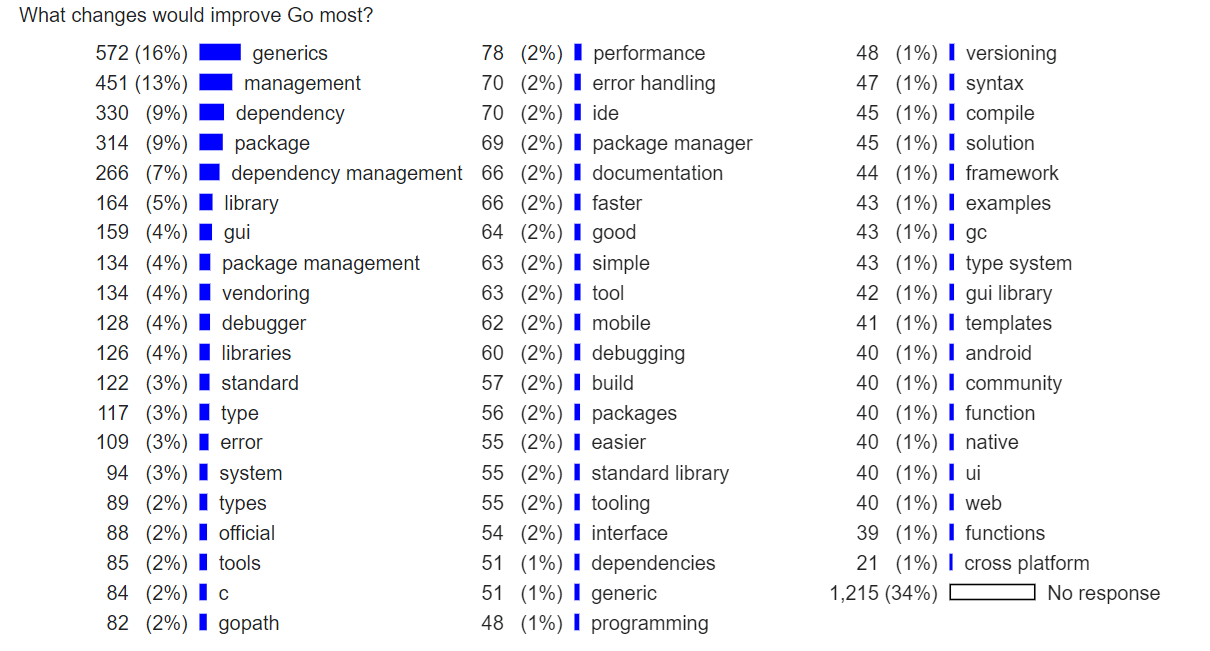 What changes would improve Go most?
572 (16%) generics
451 (13%) management
330 (9%) dependency
314 (9%) package
266 (7%) dependency management
164 (5%) library
159 (4%) gui
134 (4%) package management
134 (4%) vendoring
128 (4%) debugger
126 (4%) libraries
122 (3%) standard
117 (3%) type
109 (3%) error
94 (3%) system
89 (2%) types
88 (2%) official
85 (2%) tools
84 (2%) c
82 (2%) gopath
78 (2%) performance
70 (2%) error handling
70 (2%) ide
69 (2%) package manager
66 (2%) documentation
66 (2%) faster
64 (2%) good
63 (2%) simple
63 (2%) tool
62 (2%) mobile
60 (2%) debugging
57 (2%) build
56 (2%) packages
55 (2%) easier
55 (2%) standard library
55 (2%) tooling
54 (2%) interface
51 (1%) dependencies
51 (1%) generic
48 (1%) programming
48 (1%) versioning
47 (1%) syntax
45 (1%) compile
45 (1%) solution
44 (1%) framework
43 (1%) examples
43 (1%) gc
43 (1%) type system
42 (1%) gui library
41 (1%) templates
40 (1%) android
40 (1%) community
40 (1%) function
40 (1%) native
40 (1%) ui
40 (1%) web
39 (1%) functions
21 (1%) cross platform
1,215 (34%) No response